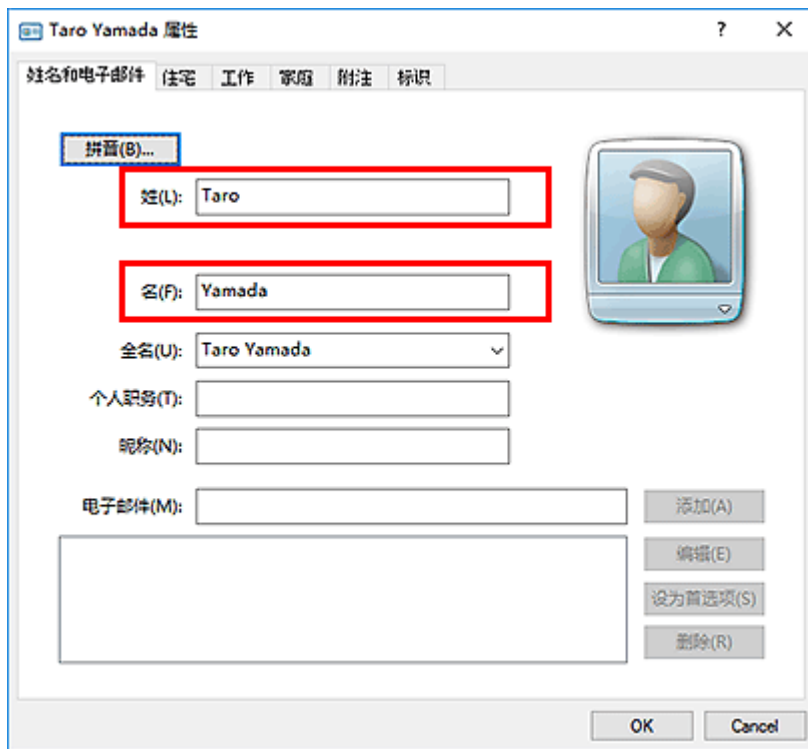 Taro Yamada 属性
姓名和电子邮件 住宅 工作 家庭 附注 标识
拼音(B)...
姓(L): Taro
名(F): Yamada
全名(U): Taro Yamada
个人职务(T):
昵称(N):
电子邮件(M): 添加(A)
编辑(E)
设为首选项(S)
删除(R)
OK Cancel